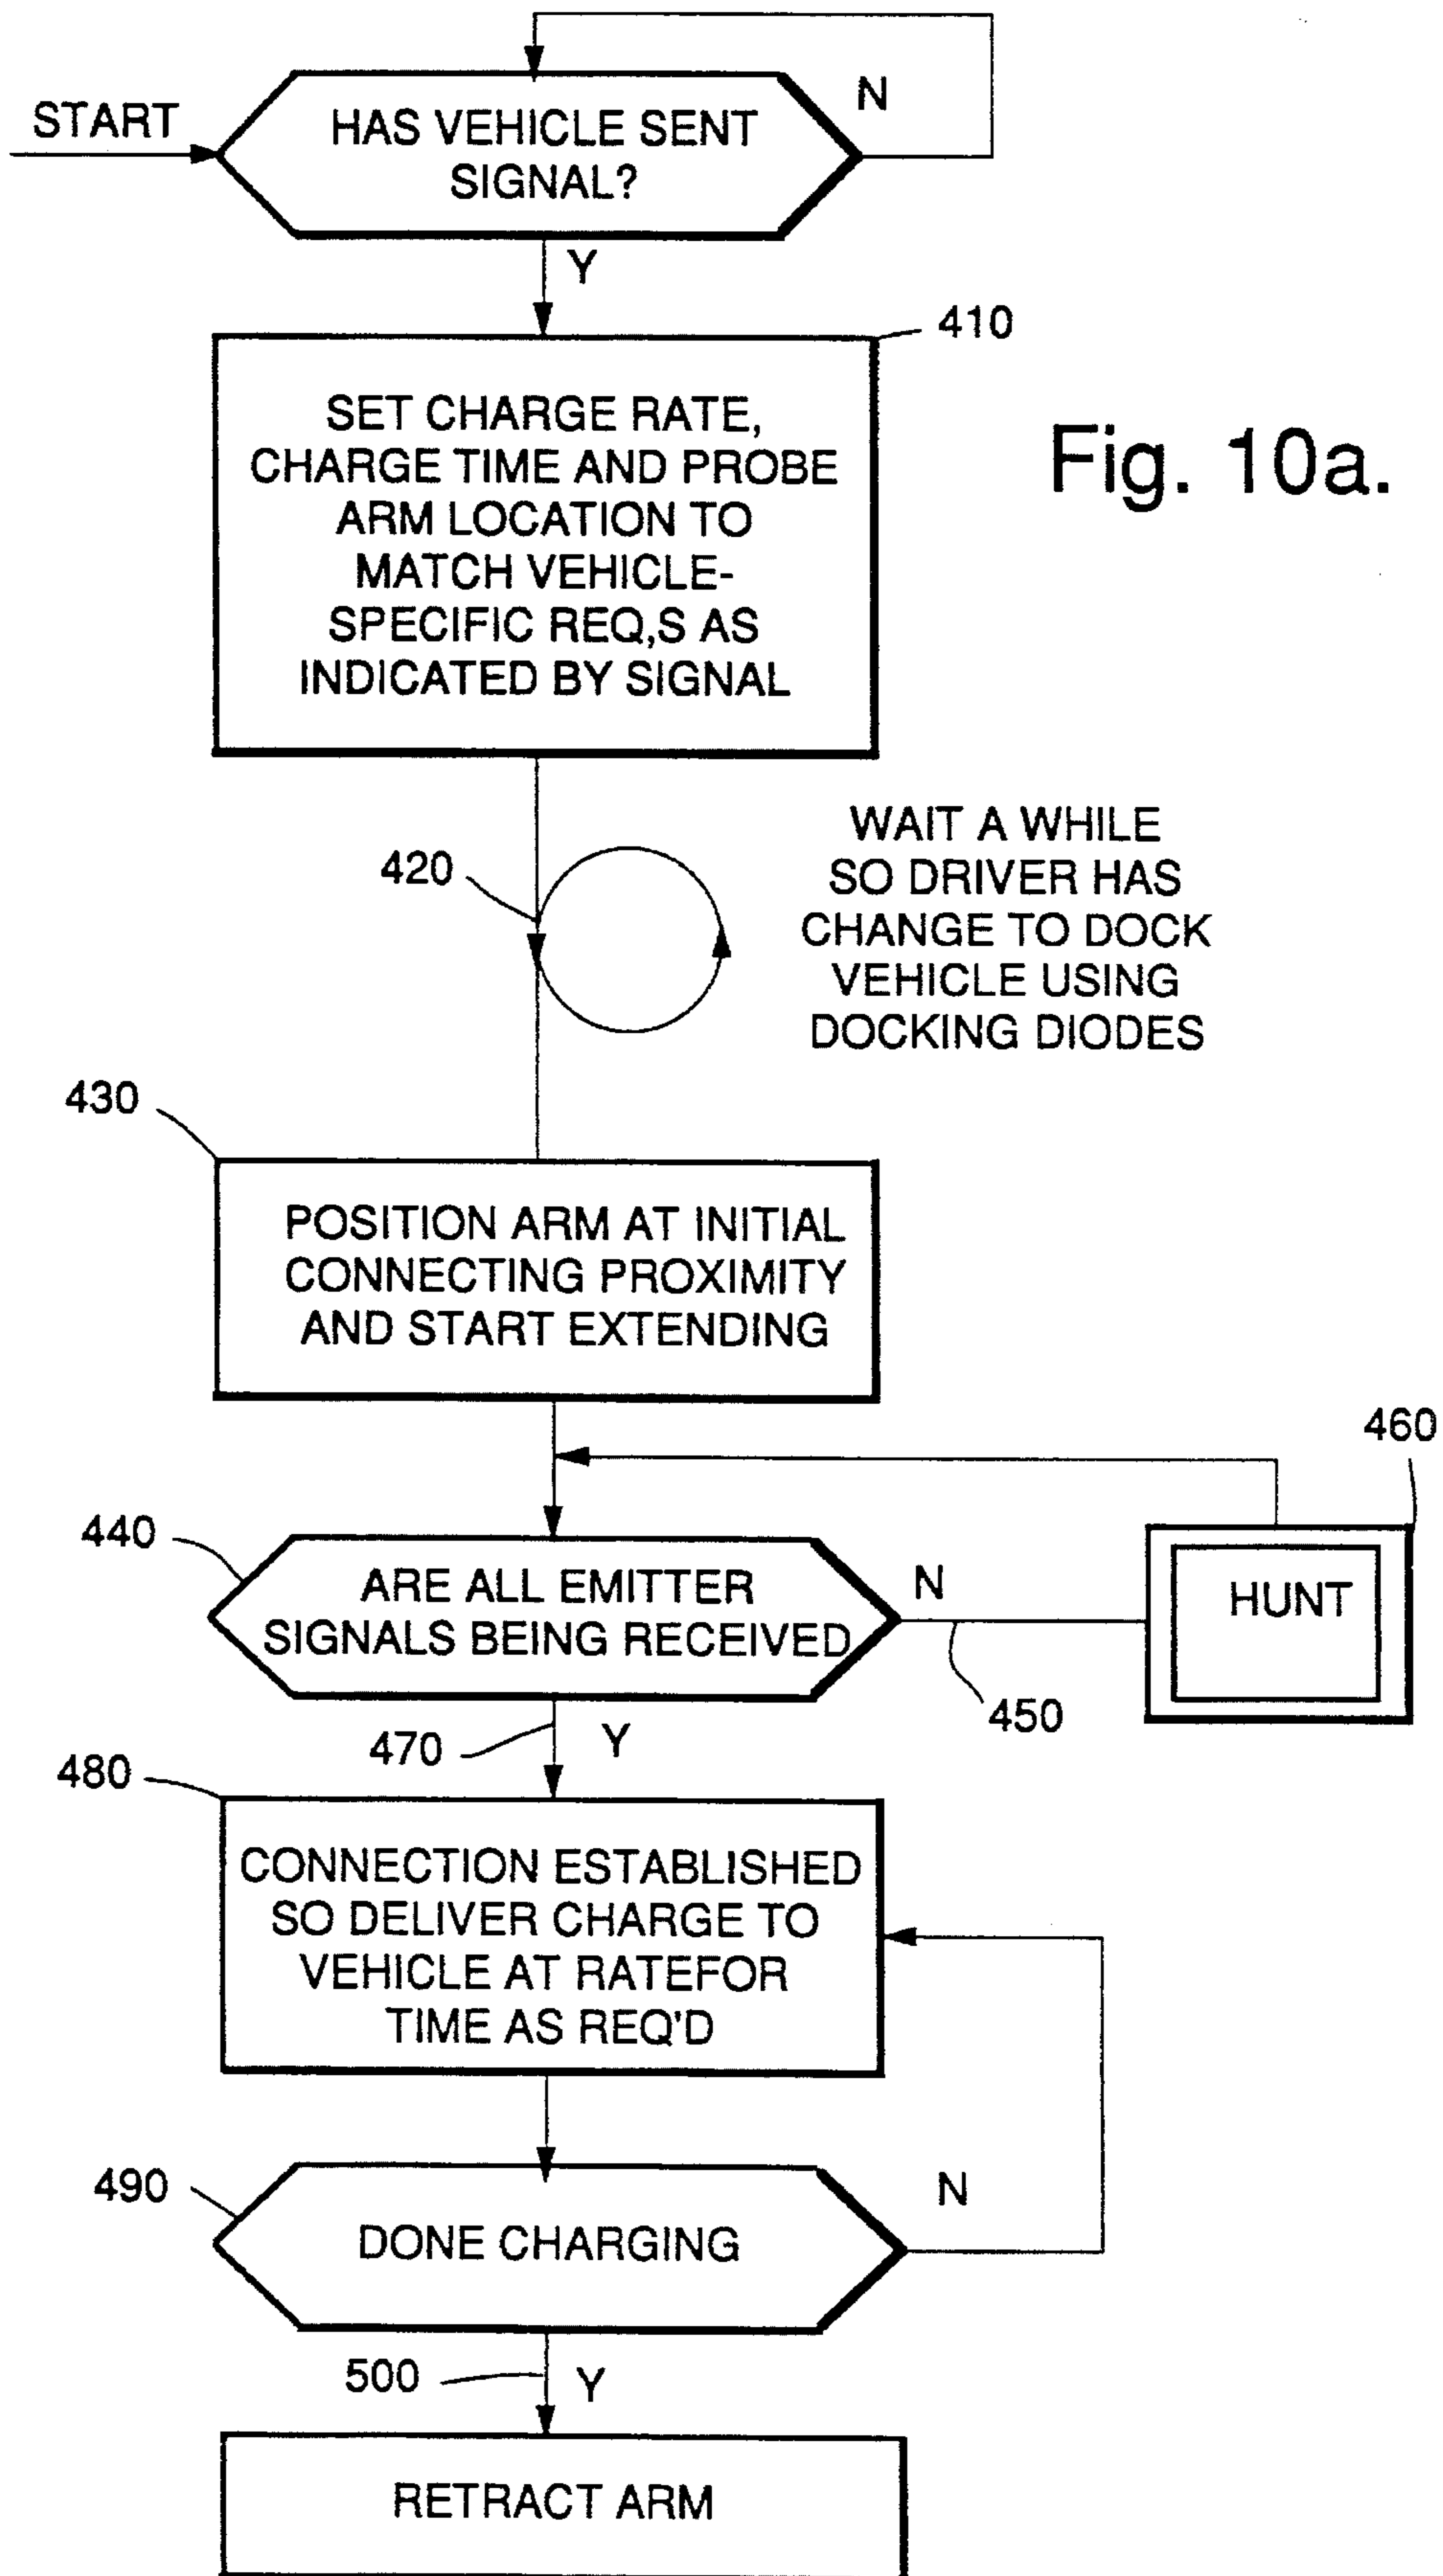 START
HAS VEHICLE SENT
SIGNAL?
N
Y
410
SET CHARGE RATE,
CHARGE TIME AND PROBE
ARM LOCATION TO
MATCH VEHICLE-
SPECIFIC REQ,S AS
INDICATED BY SIGNAL
Fig. 10a.
420
WAIT A WHILE
SO DRIVER HAS
CHANGE TO DOCK
VEHICLE USING
DOCKING DIODES
430
POSITION ARM AT INITIAL
CONNECTING PROXIMITY
AND START EXTENDING
460
440
ARE ALL EMITTER
SIGNALS BEING RECEIVED
N
HUNT
450
470
Y
480
CONNECTION ESTABLISHED
SO DELIVER CHARGE TO
VEHICLE AT RATEFOR
TIME AS REQ'D
490
DONE CHARGING
N
500
Y
RETRACT ARM